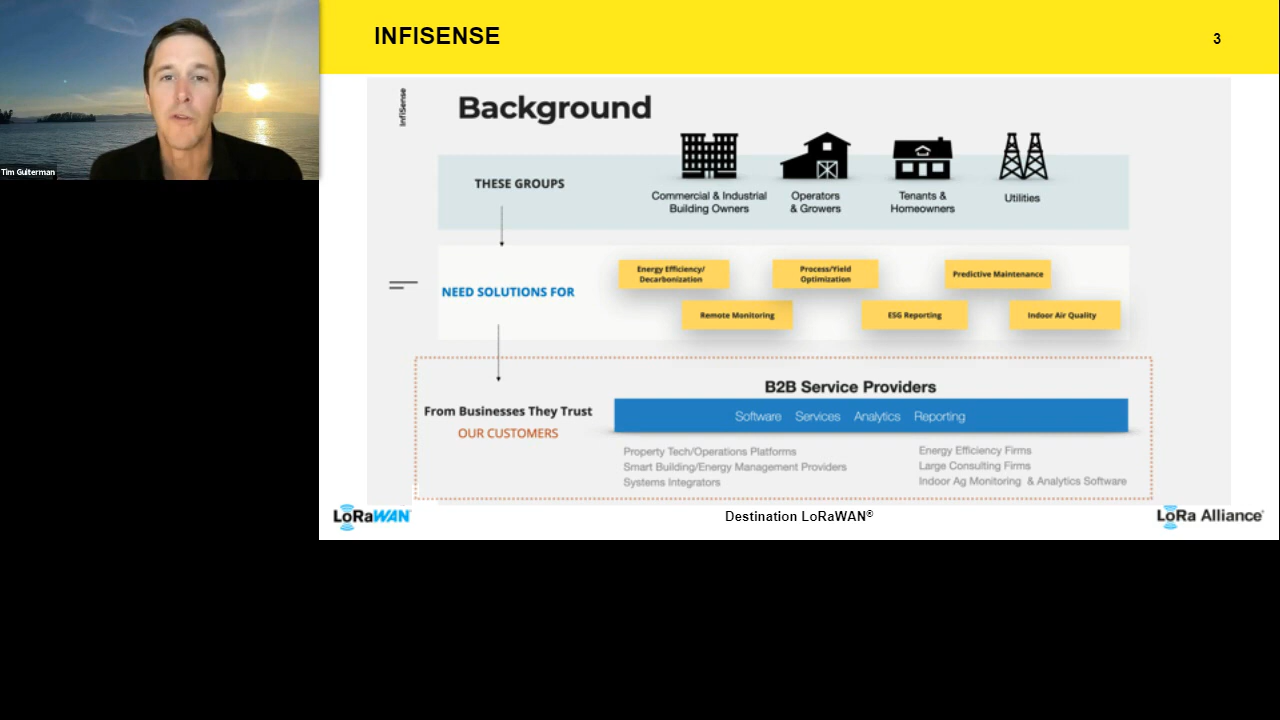 INFISENSE
3
InfiSense
Background
THESE GROUPS
Commercial & Industrial
Building Owners
Operators
& Growers
Tenants &
Homeowners
Utilities
NEED SOLUTIONS FOR
Energy Efficiency/
Decarbonization
Process/Yield
Optimization
Predictive Maintenance
Remote Monitoring
ESG Reporting
Indoor Air Quality
B2B Service Providers
From Businesses They Trust
OUR CUSTOMERS
Software Services Analytics Reporting
Property Tech/Operations Platforms
Smart Building/Energy Management Providers
Systems Integrators
Energy Efficiency Firms
Large Consulting Firms
Indoor Ag Monitoring & Analytics Software
LoRaWAN
Destination LoRaWAN®
LoRa Alliance
Tim Guiterman